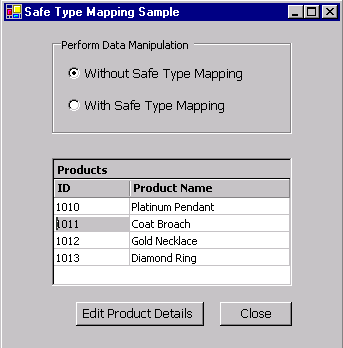 Safe Type Mapping Sample
Perform Data Manipulation
Without Safe Type Mapping
With Safe Type Mapping
Products
ID Product Name
1010 Platinum Pendant
1011 Coat Broach
1012 Gold Necklace
1013 Diamond Ring
Edit Product Details Close